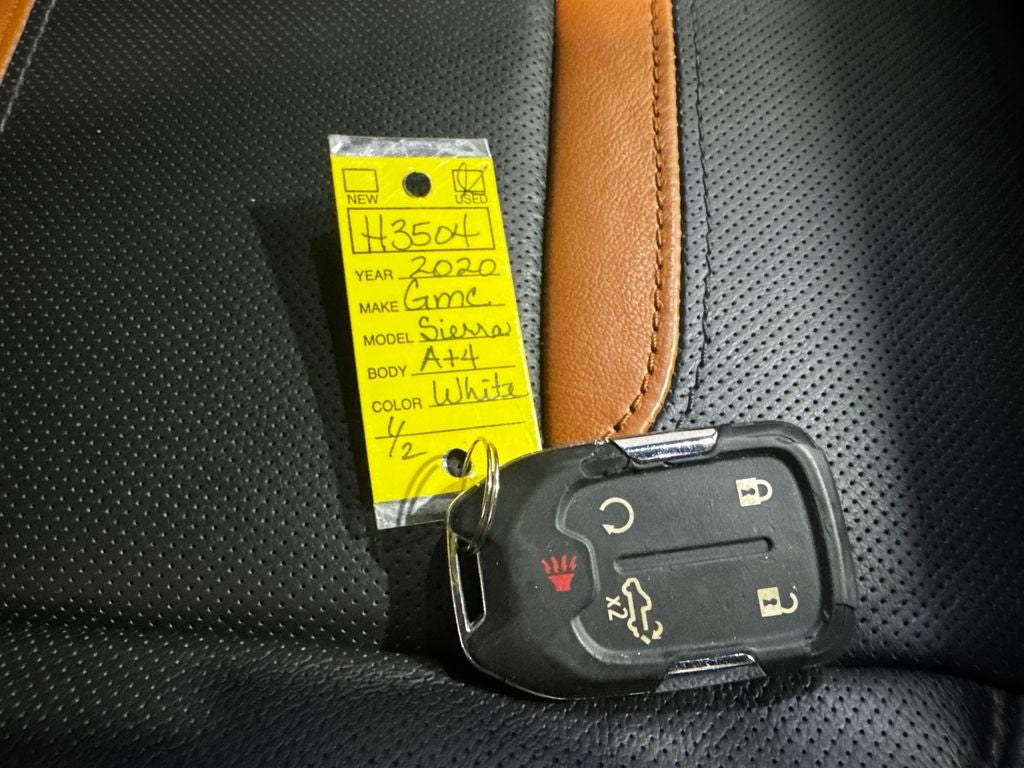 NEW USED
H3504
YEAR 2020
MAKE GMC
MODEL Sierra
BODY A+4
COLOR White
1/2
x2